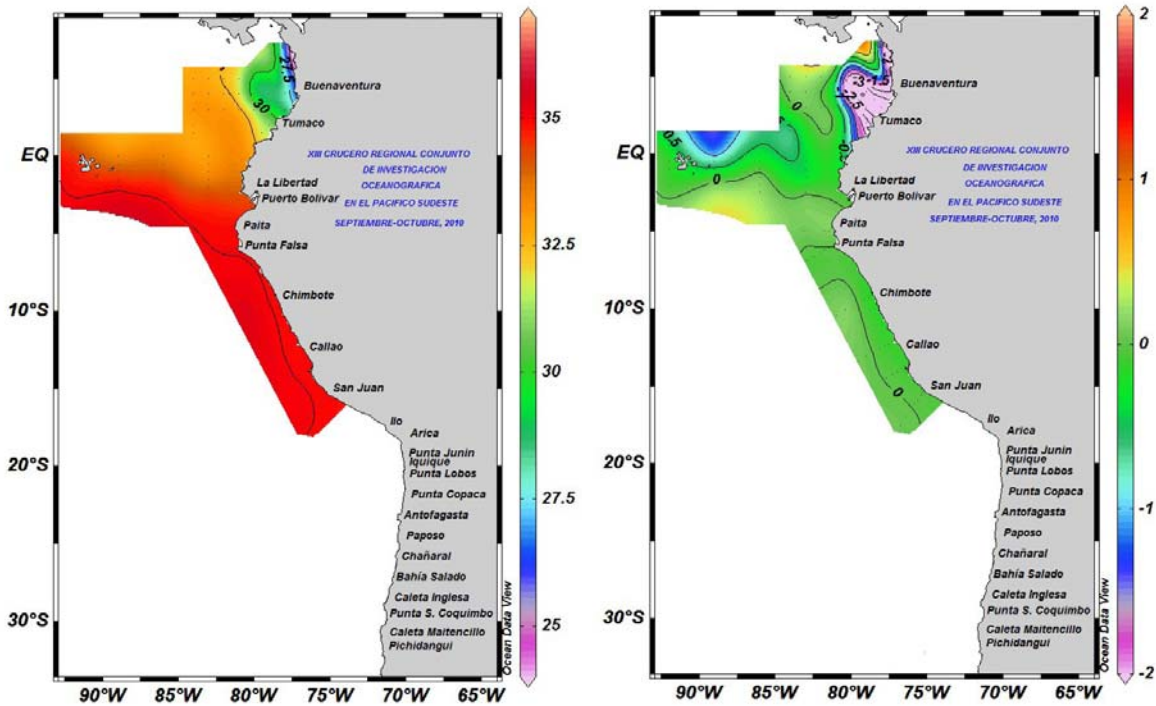 35
32.5
30
27.5
25
EQ
10°S
20°S
30°S
90°W
85°W
80°W
75°W
70°W
65°W
27.5
30
Buenaventura
Tumaco
XIII CRUCERO REGIONAL CONJUNTO
DE INVESTIGACION
OCEANOGRAFICA
EN EL PACIFICO SUDESTE
SEPTIEMBRE-OCTUBRE, 2010
La Libertad
Puerto Bolivar
Paita
Punta Falsa
Chimbote
Callao
San Juan
Ilo
Arica
Punta Junin
Iquique
Punta Lobos
Punta Copaca
Antofagasta
Paposo
Chañaral
Bahía Salado
Caleta Inglesa
Punta S. Coquimbo
Caleta Maitencillo
Pichidangui
Ocean Data View
2
1
0
-1
-2
EQ
10°S
20°S
30°S
90°W
85°W
80°W
75°W
70°W
65°W
0
-3
-2.5
0
0
Buenaventura
Tumaco
XIII CRUCERO REGIONAL CONJUNTO
DE INVESTIGACION
OCEANOGRAFICA
EN EL PACIFICO SUDESTE
SEPTIEMBRE-OCTUBRE, 2010
La Libertad
Puerto Bolivar
Paita
Punta Falsa
Chimbote
Callao
San Juan
Ilo
Arica
Punta Junin
Iquique
Punta Lobos
Punta Copaca
Antofagasta
Paposo
Chañaral
Bahía Salado
Caleta Inglesa
Punta S. Coquimbo
Caleta Maitencillo
Pichidangui
Ocean Data View